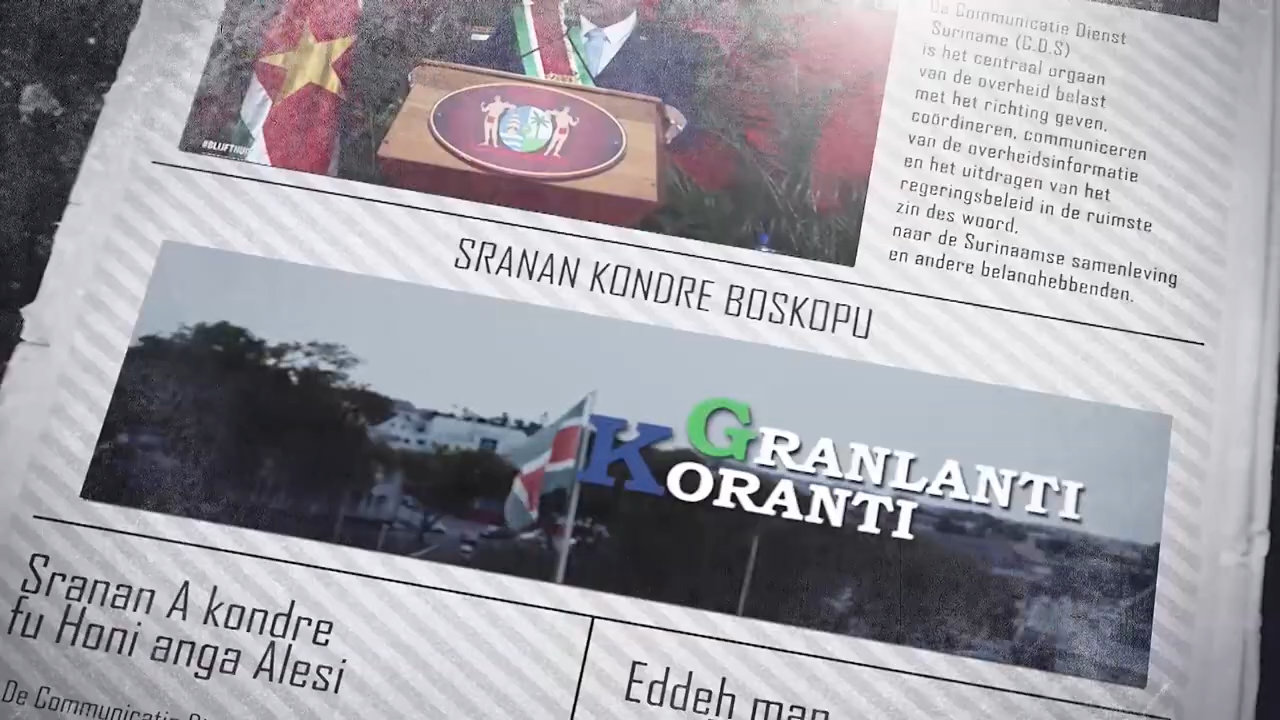 De Communicatie Dienst
Suriname (C.D.S)
is het centraal orgaan
van de overheid belast
met het richting geven,
coördineren, communiceren
van de overheidsinformatie
en het uitdragen van het
regeringsbeleid in de ruimste
zin des woord.
naar de Surinaamse samenleving
en andere belanghebbenden.
SRANAN KONDRE BOSKOPU
GRANLANTI
KORANTI
Sranan A kondre
fu Honi anga Alesi
De Communicatie
Eddeh man